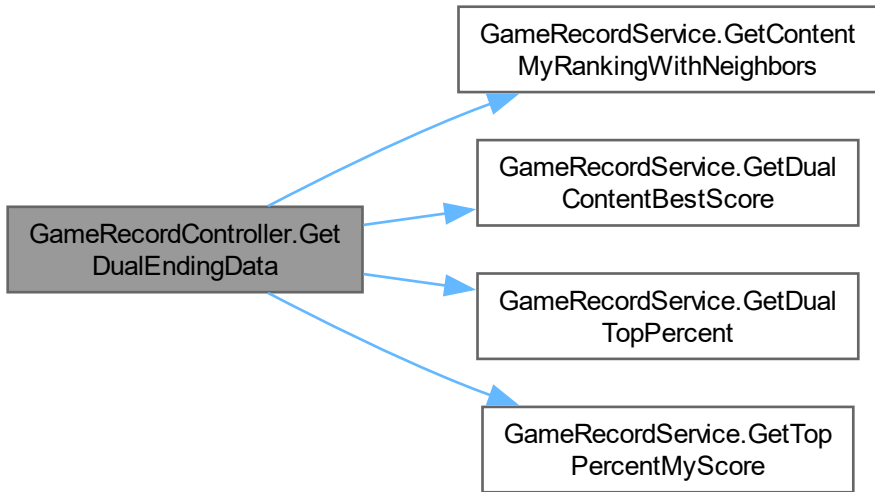 GameRecordService.GetContent
MyRankingWithNeighbors
GameRecordService.GetDual
ContentBestScore
GameRecordController.Get
DualEndingData
GameRecordService.GetDual
TopPercent
GameRecordService.GetTop
PercentMyScore